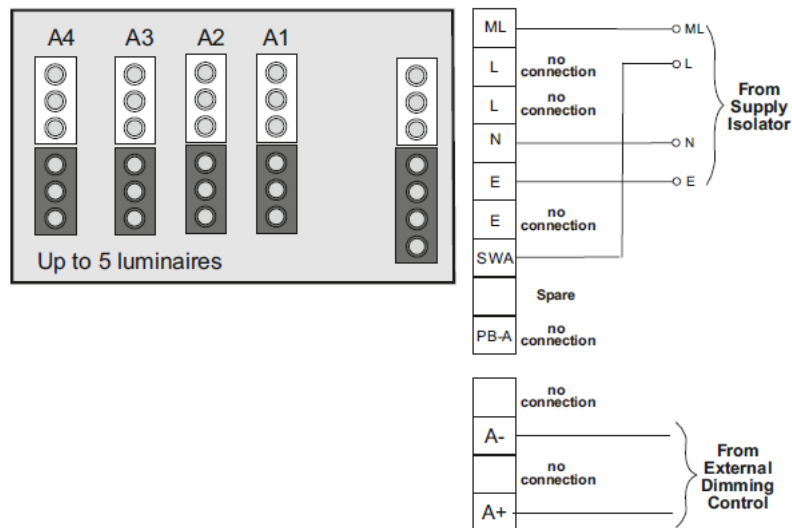 A4 A3 A2 A1
Up to 5 luminaires
ML
L
no
connection
L
no
connection
N
E
E
no
connection
SWA
Spare
PB-A
no
connection
ML
L
N
E
From
Supply
Isolator
no
connection
A-
no
connection
A+
From
External
Dimming
Control